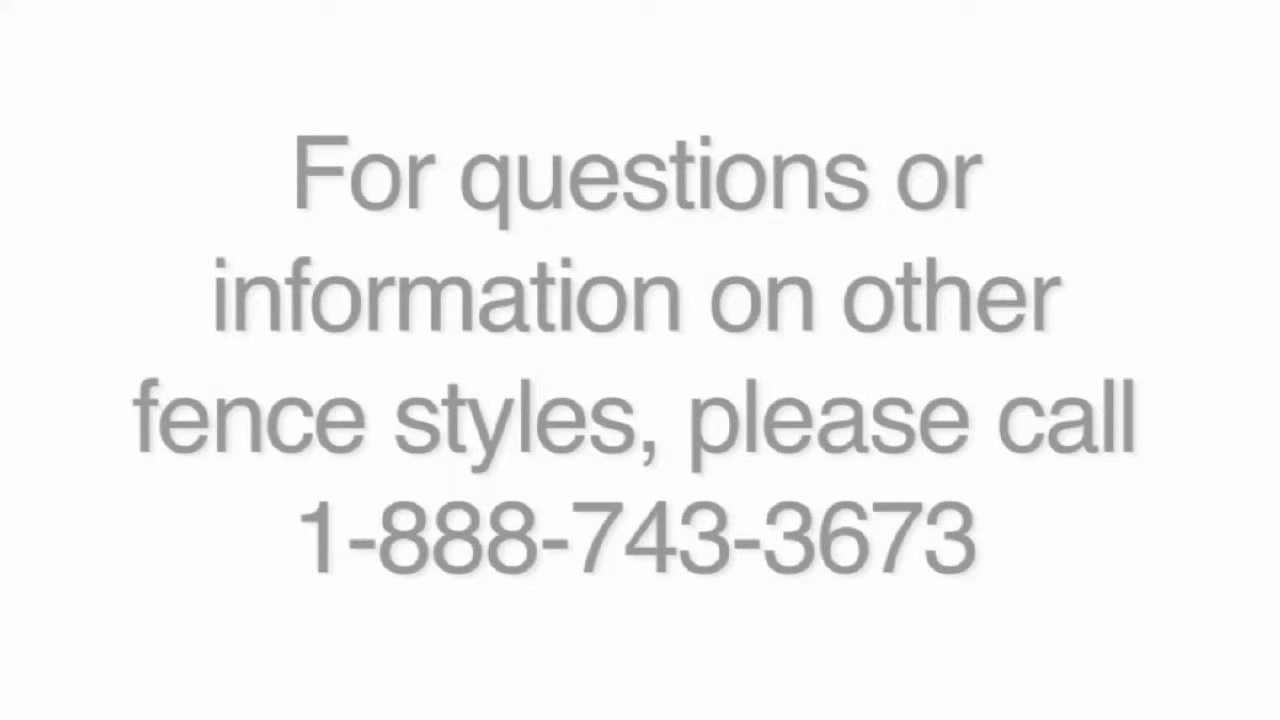 For questions or
information on other
fence styles, please call
1-888-743-3673